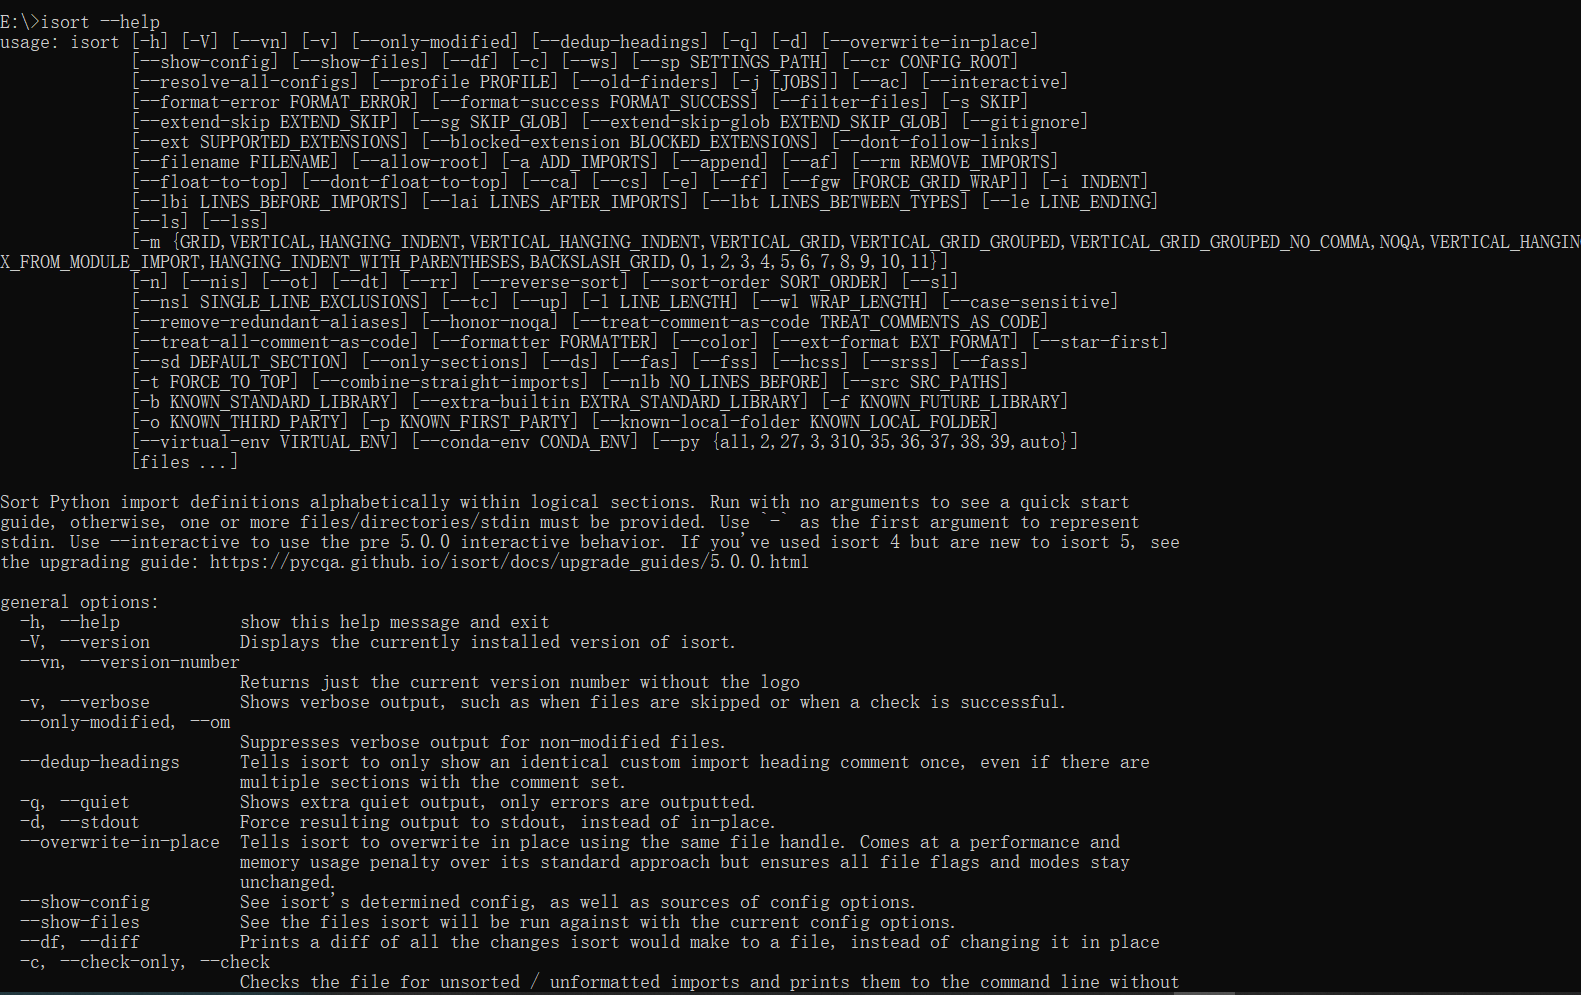 E:\>isort --help
usage: isort [-h] [-V] [--vn] [-v] [--only-modified] [--dedup-headings] [-q] [-d] [--overwrite-in-place]
[--show-config] [--show-files] [--df] [-c] [--ws] [--sp SETTINGS_PATH] [--cr CONFIG_ROOT]
[--resolve-all-configs] [--profile PROFILE] [--old-finders] [-j [JOBS]] [--ac] [--interactive]
[--format-error FORMAT_ERROR] [--format-success FORMAT_SUCCESS] [--filter-files] [-s SKIP]
[--extend-skip EXTEND_SKIP] [--sg SKIP_GLOB] [--extend-skip-glob EXTEND_SKIP_GLOB] [--gitignore]
[--ext SUPPORTED_EXTENSIONS] [--blocked-extension BLOCKED_EXTENSIONS] [--dont-follow-links]
[--filename FILENAME] [--allow-root] [-a ADD_IMPORTS] [--append] [--af] [--rm REMOVE_IMPORTS]
[--float-to-top] [--dont-float-to-top] [--ca] [--cs] [-e] [--ff] [--fgw [FORCE_GRID_WRAP]] [-i INDENT]
[--lbi LINES_BEFORE_IMPORTS] [--lai LINES_AFTER_IMPORTS] [--lbt LINES_BETWEEN_TYPES] [--le LINE_ENDING]
[--ls] [--lss]
[-m {GRID,VERTICAL,HANGING_INDENT,VERTICAL_HANGING_INDENT,VERTICAL_GRID,VERTICAL_GRID_GROUPED,VERTICAL_GRID_GROUPED_NO_COMMA,NOQA,VERTICAL_HANGIN
X_FROM_MODULE_IMPORT,HANGING_INDENT_WITH_PARENTHESES,BACKSLASH_GRID,0,1,2,3,4,5,6,7,8,9,10,11}]
[-n] [--nis] [--ot] [--dt] [--rr] [--reverse-sort] [--sort-order SORT_ORDER] [--sl]
[--nsl SINGLE_LINE_EXCLUSIONS] [--tc] [--up] [-l LINE_LENGTH] [--wl WRAP_LENGTH] [--case-sensitive]
[--remove-redundant-aliases] [--honor-noqa] [--treat-comment-as-code TREAT_COMMENTS_AS_CODE]
[--treat-all-comment-as-code] [--formatter FORMATTER] [--color] [--ext-format EXT_FORMAT] [--star-first]
[--sd DEFAULT_SECTION] [--only-sections] [--ds] [--fas] [--fss] [--hcss] [--srss] [--fass]
[-t FORCE_TO_TOP] [--combine-straight-imports] [--nlb NO_LINES_BEFORE] [--src SRC_PATHS]
[-b KNOWN_STANDARD_LIBRARY] [--extra-builtin EXTRA_STANDARD_LIBRARY] [-f KNOWN_FUTURE_LIBRARY]
[-o KNOWN_THIRD_PARTY] [-p KNOWN_FIRST_PARTY] [--known-local-folder KNOWN_LOCAL_FOLDER]
[--virtual-env VIRTUAL_ENV] [--conda-env CONDA_ENV] [--py {all,2,27,3,310,35,36,37,38,39,auto}]
[files ...]
Sort Python import definitions alphabetically within logical sections. Run with no arguments to see a quick start
guide, otherwise, one or more files/directories/stdin must be provided. Use `-` as the first argument to represent
stdin. Use --interactive to use the pre 5.0.0 interactive behavior. If you've used isort 4 but are new to isort 5, see
the upgrading guide: https://pycqa.github.io/isort/docs/upgrade_guides/5.0.0.html
general options:
-h, --help show this help message and exit
-V, --version Displays the currently installed version of isort.
--vn, --version-number
Returns just the current version number without the logo
-v, --verbose Shows verbose output, such as when files are skipped or when a check is successful.
--only-modified, --om
Suppresses verbose output for non-modified files.
--dedup-headings Tells isort to only show an identical custom import heading comment once, even if there are
multiple sections with the comment set.
-q, --quiet Shows extra quiet output, only errors are outputted.
-d, --stdout Force resulting output to stdout, instead of in-place.
--overwrite-in-place Tells isort to overwrite in place using the same file handle. Comes at a performance and
memory usage penalty over its standard approach but ensures all file flags and modes stay
unchanged.
--show-config See isort's determined config, as well as sources of config options.
--show-files See the files isort will be run against with the current config options.
--df, --diff Prints a diff of all the changes isort would make to a file, instead of changing it in place
-c, --check-only, --check
Checks the file for unsorted / unformatted imports and prints them to the command line without